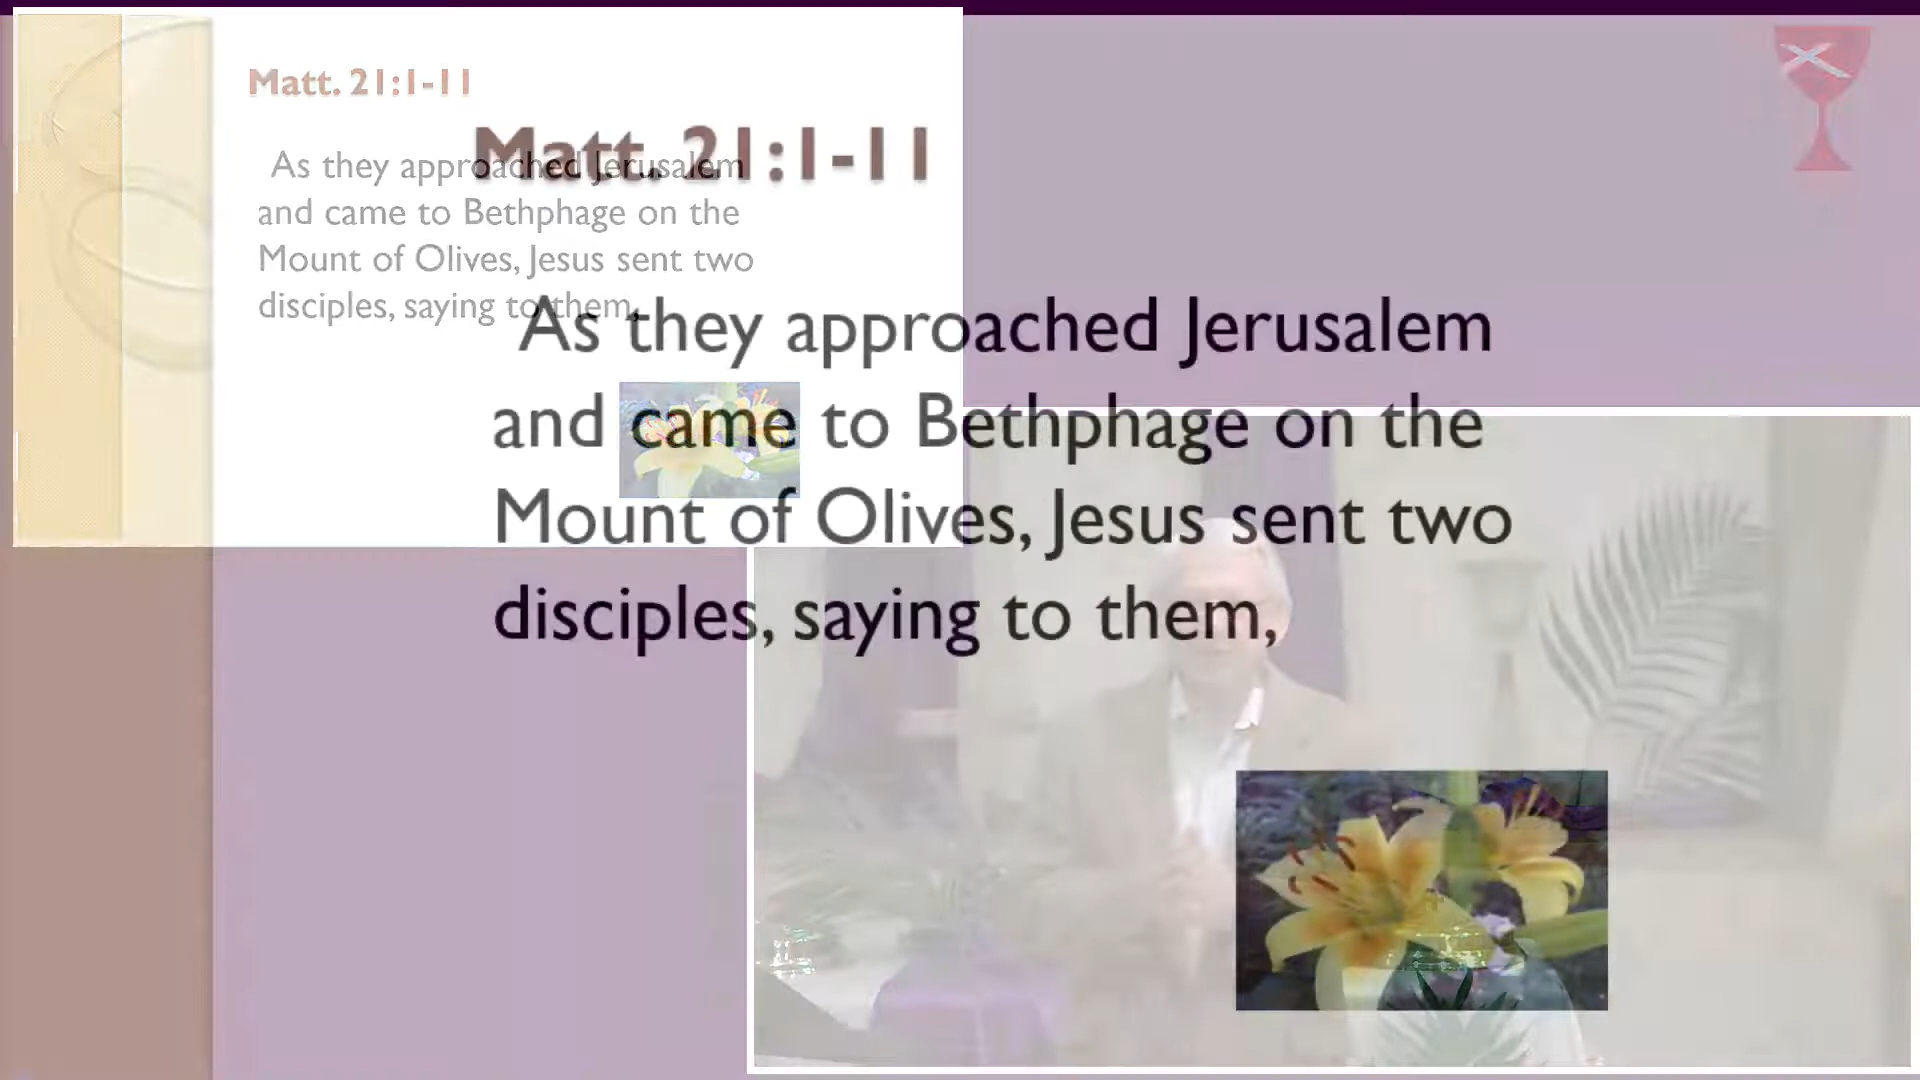 Matt. 21:1-11
As they approached Jerusalem
and came to Bethphage on the
Mount of Olives, Jesus sent two
disciples, saying to them,
Matt. 21:1-11
As they approached Jerusalem
and came to Bethphage on the
Mount of Olives, Jesus sent two
disciples, saying to them,